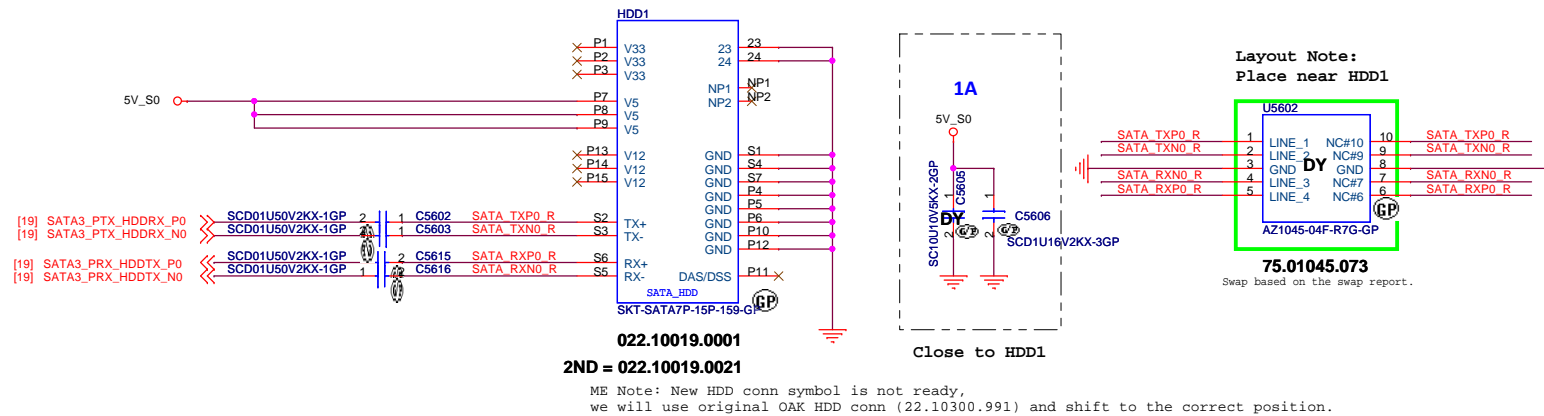 HDD1
P1 V33 23 23
P2 V33 24 24
P3 V33
NP1 NP1
NP2 NP2
5V_S0
P7 V5
P8 V5
P9 V5
P13 V12 GND S1
P14 V12 GND S4
P15 V12 GND S7
GND P4
GND P5
GND P6
GND P10
GND P12
[19] SATA3_PTX_HDDRX_P0 SCD01U50V2KX-1GP 2 1 C5602 SATA_TXP0_R S2 TX+
[19] SATA3_PTX_HDDRX_N0 SCD01U50V2KX-1GP 1 C5603 SATA_TXN0_R S3 TX-
[19] SATA3_PRX_HDDTX_P0 SCD01U50V2KX-1GP 2 C5615 SATA_RXP0_R S6 RX+
[19] SATA3_PRX_HDDTX_N0 SCD01U50V2KX-1GP 1 C5616 SATA_RXN0_R S5 RX-
DAS/DSS P11
SATA_HDD
GP
SKT-SATA7P-15P-159-GP
022.10019.0001
2ND = 022.10019.0021
ME Note: New HDD conn symbol is not ready,
we will use original OAK HDD conn (22.10300.991) and shift to the correct position.
1A
5V_S0
SC10U10V5KX-2GP
C5605
1
2
DY
1
2
C5606
SCD1U16V2KX-3GP
Close to HDD1
Layout Note:
Place near HDD1
U5602
SATA_TXP0_R 1 LINE_1 NC#10 10 SATA_TXP0_R
SATA_TXN0_R 2 LINE_2 NC#9 9 SATA_TXN0_R
3 GND DY GND 8
SATA_RXN0_R 4 LINE_3 NC#7 7 SATA_RXN0_R
SATA_RXP0_R 5 LINE_4 NC#6 6 SATA_RXP0_R
GP
AZ1045-04F-R7G-GP
75.01045.073
Swap based on the swap report.